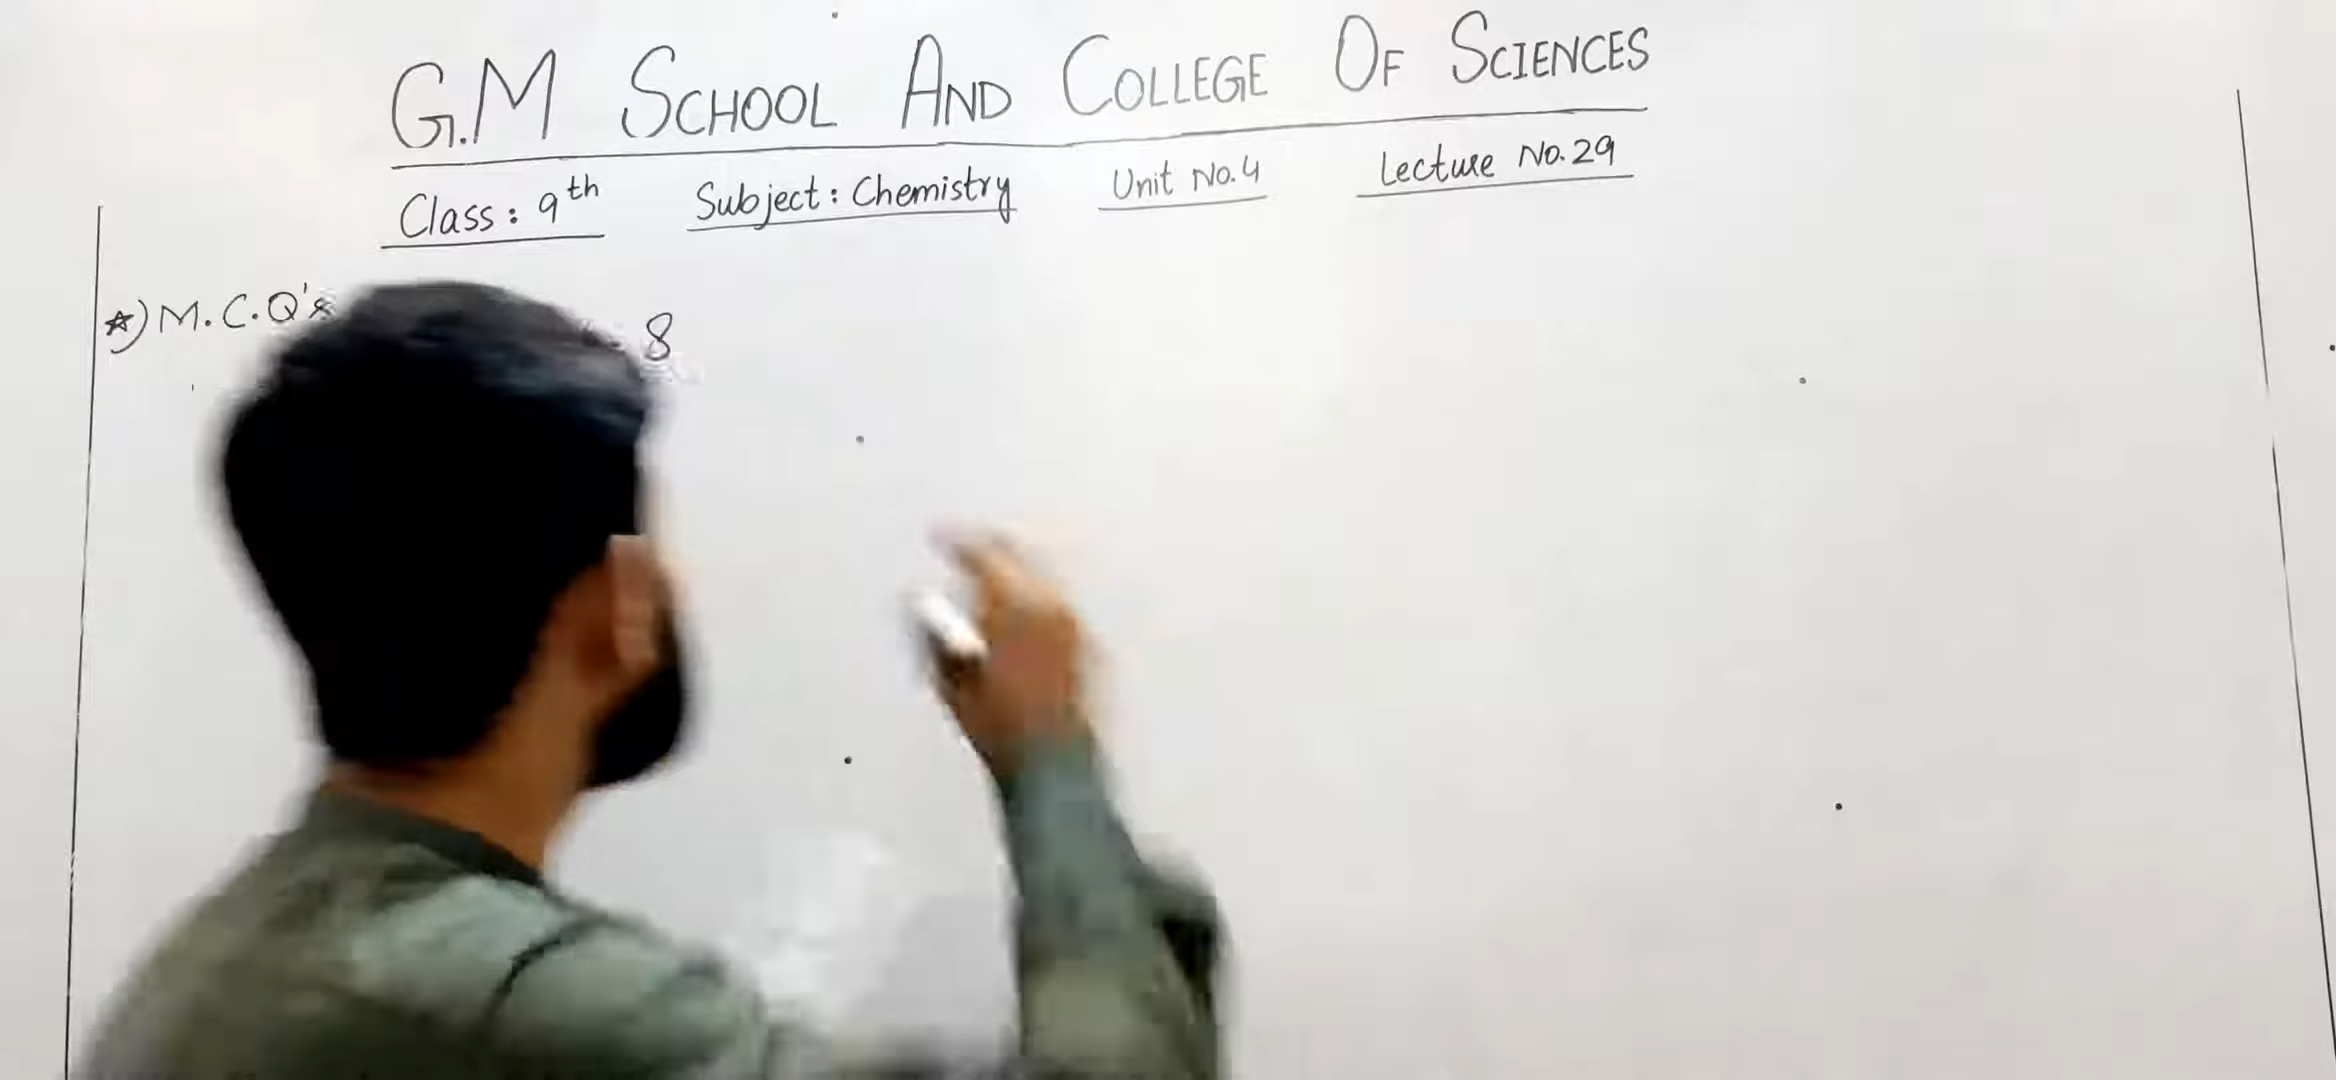 G.M SCHOOL AND COLLEGE OF SCIENCES
Class: 9th Subject: Chemistry Unit No.4 Lecture No.29
☆) M.C.Q's 8